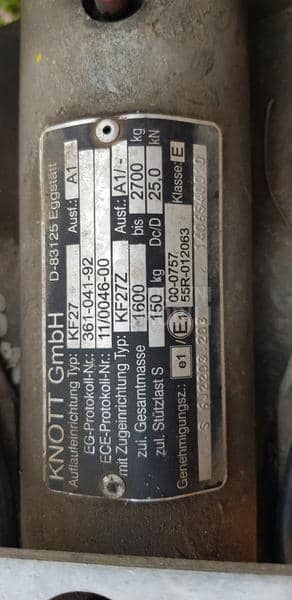 KNOTT GmbH D-83125 Eggstätt
Auflaufeinrichtung Typ: KF27 Ausf.: A1
EG-Protokoll-Nr.: 361-041-92
ECE-Protokoll-Nr.: 11/0046-00
mit Zugeinrichtung Typ: KF27Z Ausf.: A1/-
zul. Gesamtmasse 1600 bis 2700 kg
zul. Stützlast S 150 kg Dc/D 25,0 kN
Genehmigungsz.: e1 / E1 00-0757 55R-012063 Klasse: E